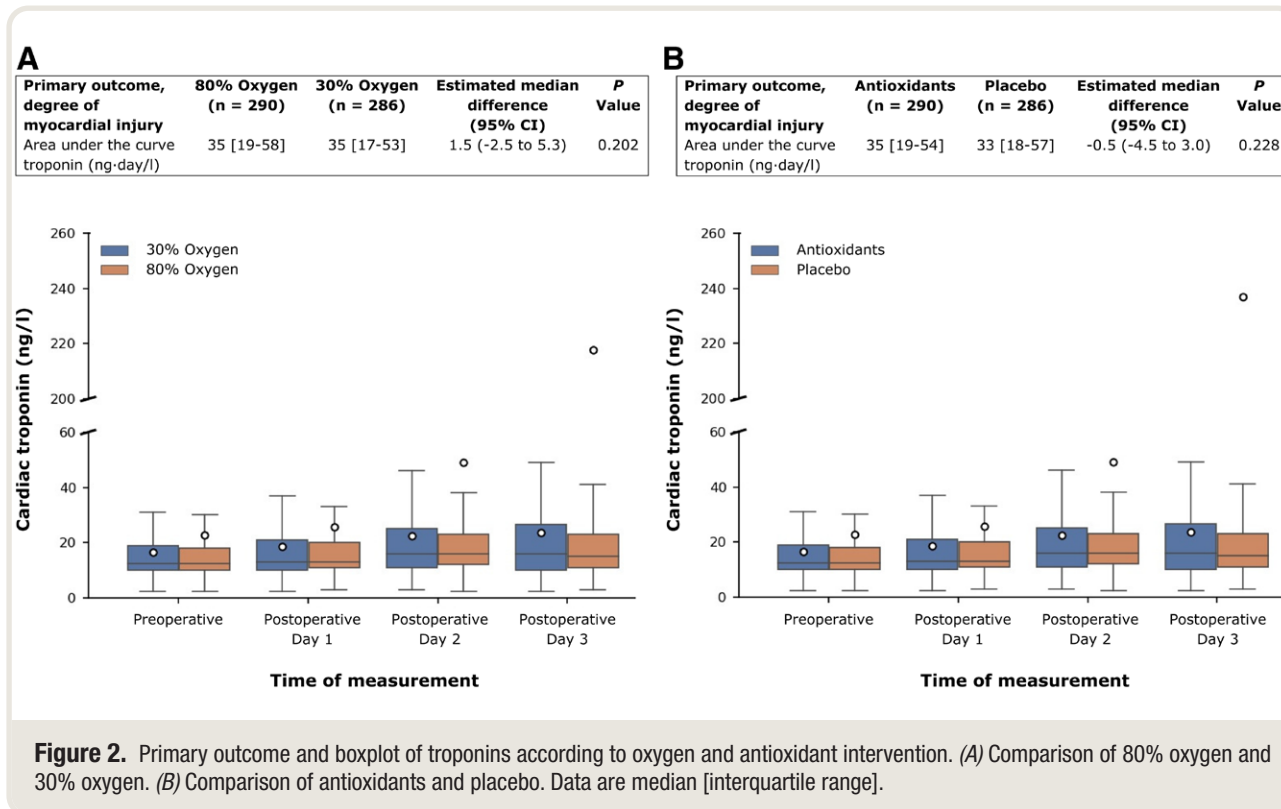 A
Primary outcome, 80% Oxygen 30% Oxygen Estimated median P
degree of (n = 290) (n = 286) difference Value
myocardial injury (95% CI)
Area under the curve 35 [19-58] 35 [17-53] 1.5 (-2.5 to 5.3) 0.202
troponin (ng·day/l)
260
240
220
200
60
40
20
0
Cardiac troponin (ng/l)
30% Oxygen
80% Oxygen
Preoperative Postoperative Postoperative Postoperative
Day 1 Day 2 Day 3
Time of measurement
B
Primary outcome, Antioxidants Placebo Estimated median P
degree of (n = 290) (n = 286) difference Value
myocardial injury (95% CI)
Area under the curve 35 [19-54] 33 [18-57] -0.5 (-4.5 to 3.0) 0.228
troponin (ng·day/l)
260
240
220
200
60
40
20
0
Cardiac troponin (ng/l)
Antioxidants
Placebo
Preoperative Postoperative Postoperative Postoperative
Day 1 Day 2 Day 3
Time of measurement
Figure 2. Primary outcome and boxplot of troponins according to oxygen and antioxidant intervention. (A) Comparison of 80% oxygen and
30% oxygen. (B) Comparison of antioxidants and placebo. Data are median [interquartile range].